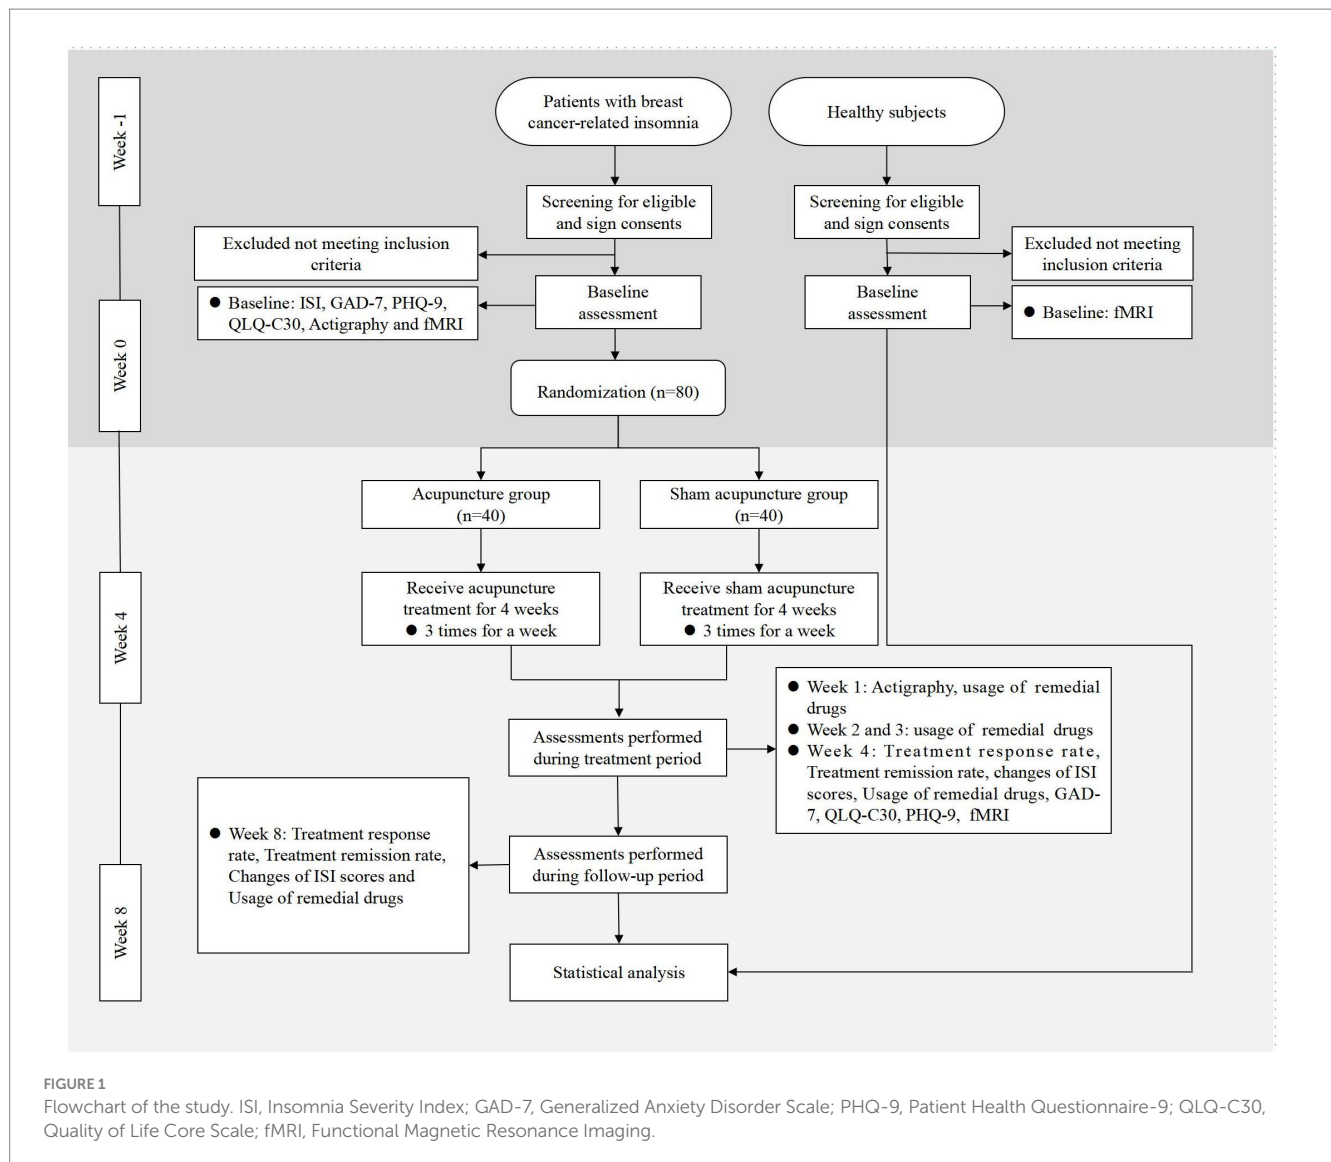 Week -1
Week 0
Week 4
Week 8
Patients with breast
cancer-related insomnia
Healthy subjects
Screening for eligible
and sign consents
Screening for eligible
and sign consents
Excluded not meeting inclusion
criteria
Excluded not meeting
inclusion criteria
● Baseline: ISI, GAD-7, PHQ-9,
QLQ-C30, Actigraphy and fMRI
Baseline
assessment
Baseline
assessment
● Baseline: fMRI
Randomization (n=80)
Acupuncture group
(n=40)
Sham acupuncture group
(n=40)
Receive acupuncture
treatment for 4 weeks
● 3 times for a week
Receive sham acupuncture
treatment for 4 weeks
● 3 times for a week
Assessments performed
during treatment period
● Week 1: Actigraphy, usage of remedial
drugs
● Week 2 and 3: usage of remedial drugs
● Week 4: Treatment response rate,
Treatment remission rate, changes of ISI
scores, Usage of remedial drugs, GAD-
7, QLQ-C30, PHQ-9, fMRI
● Week 8: Treatment response
rate, Treatment remission rate,
Changes of ISI scores and
Usage of remedial drugs
Assessments performed
during follow-up period
Statistical analysis
FIGURE 1
Flowchart of the study. ISI, Insomnia Severity Index; GAD-7, Generalized Anxiety Disorder Scale; PHQ-9, Patient Health Questionnaire-9; QLQ-C30,
Quality of Life Core Scale; fMRI, Functional Magnetic Resonance Imaging.